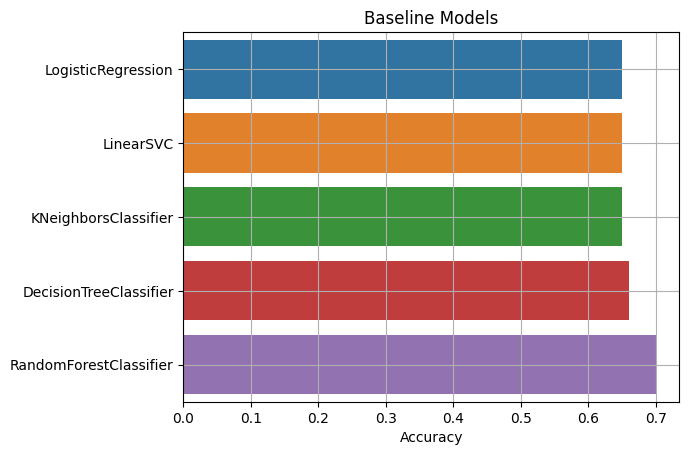 Baseline Models
LogisticRegression
LinearSVC
KNeighborsClassifier
DecisionTreeClassifier
RandomForestClassifier
0.0 0.1 0.2 0.3 0.4 0.5 0.6 0.7
Accuracy